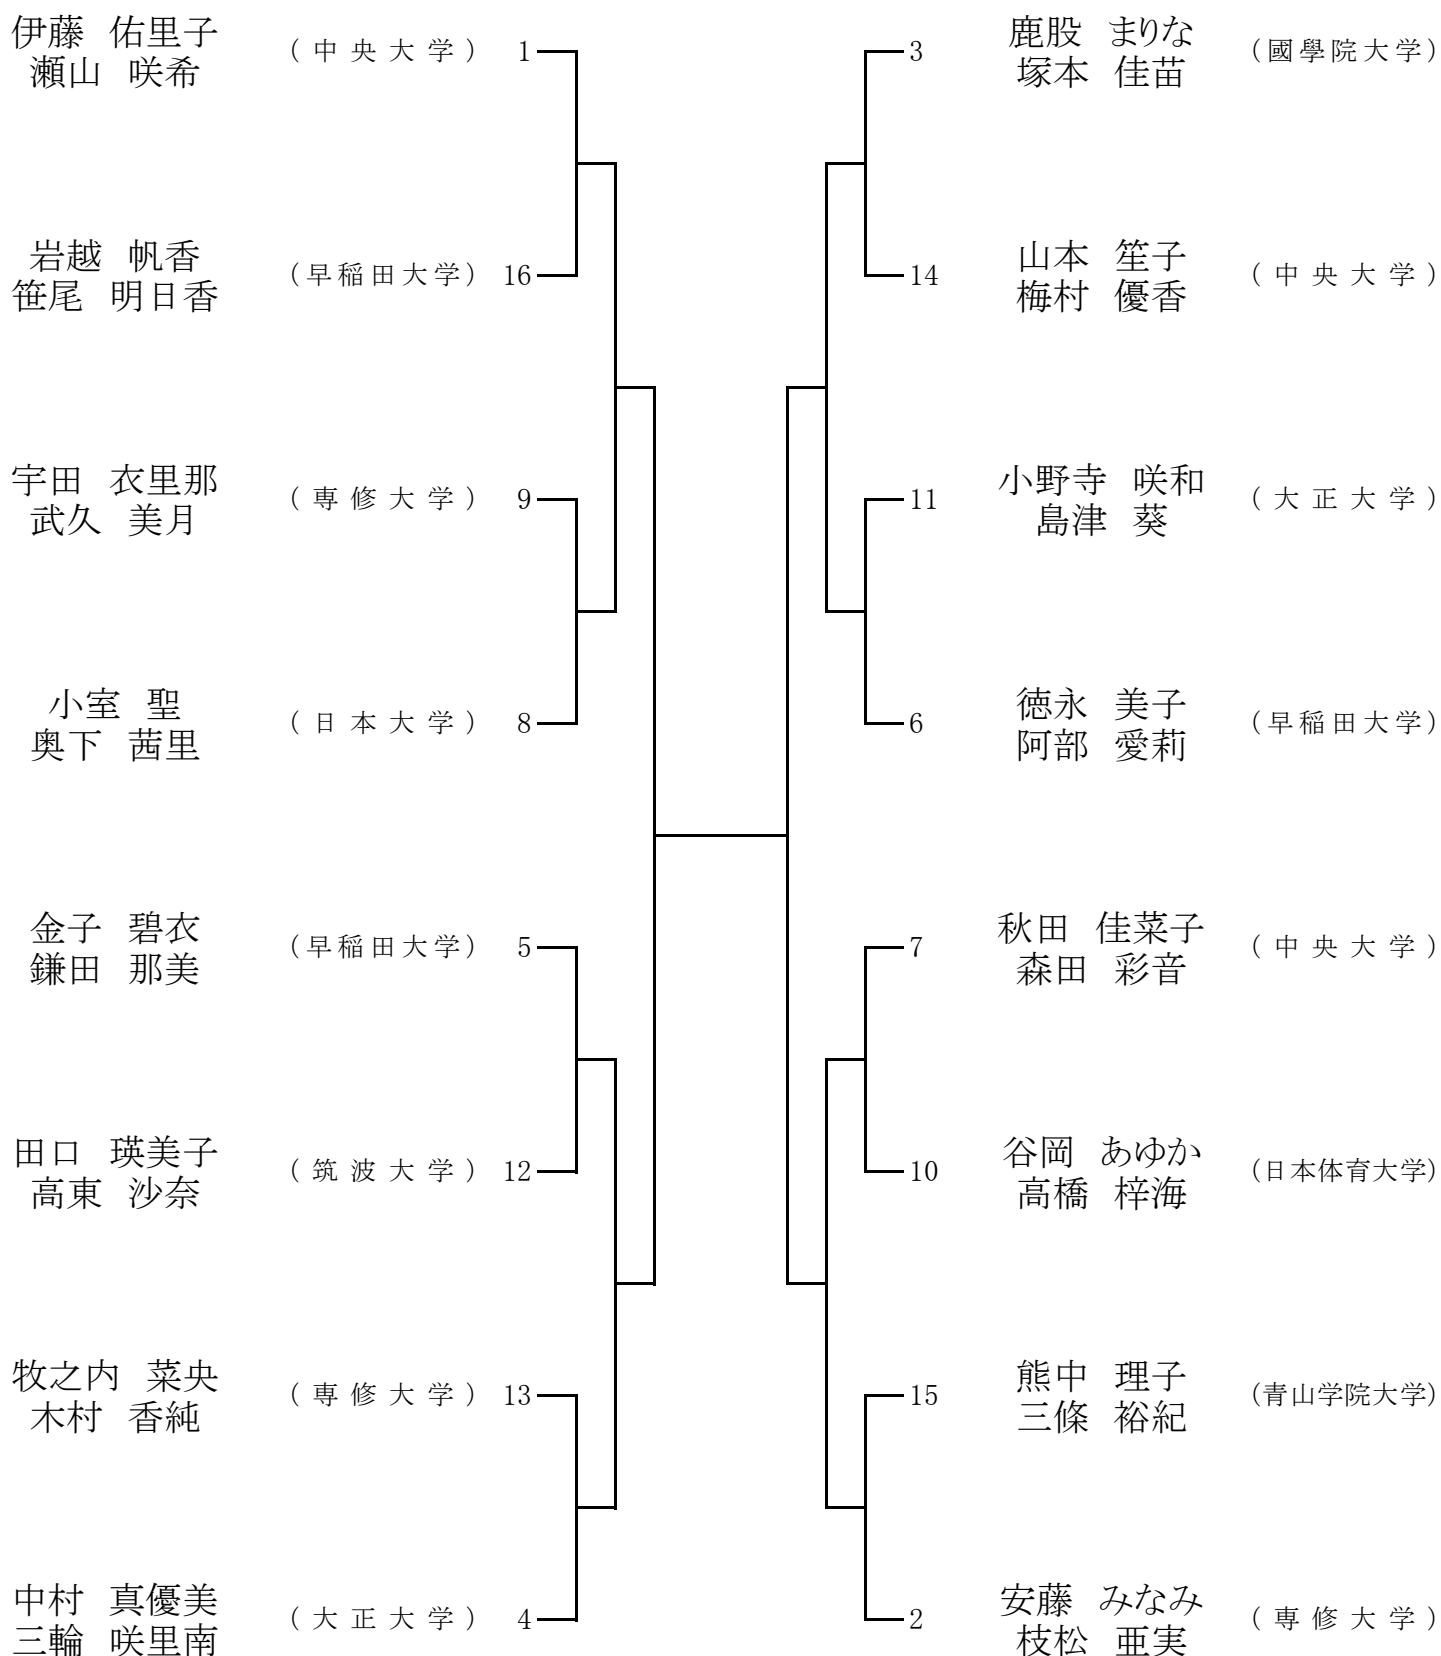 伊藤 佑里子
瀬山 咲希
(中央大学) 1
岩越 帆香
笹尾 明日香
(早稲田大学) 16
宇田 衣里那
武久 美月
(専修大学) 9
小室 聖
奥下 茜里
(日本大学) 8
金子 碧衣
鎌田 那美
(早稲田大学) 5
田口 瑛美子
高東 沙奈
(筑波大学) 12
牧之内 菜央
木村 香純
(専修大学) 13
中村 真優美
三輪 咲里南
(大正大学) 4
3 鹿股 まりな
塚本 佳苗
(國學院大学)
14 山本 笙子
梅村 優香
(中央大学)
11 小野寺 咲和
島津 葵
(大正大学)
6 徳永 美子
阿部 愛莉
(早稲田大学)
7 秋田 佳菜子
森田 彩音
(中央大学)
10 谷岡 あゆか
高橋 梓海
(日本体育大学)
15 熊中 理子
三條 裕紀
(青山学院大学)
2 安藤 みなみ
枝松 亜実
(専修大学)